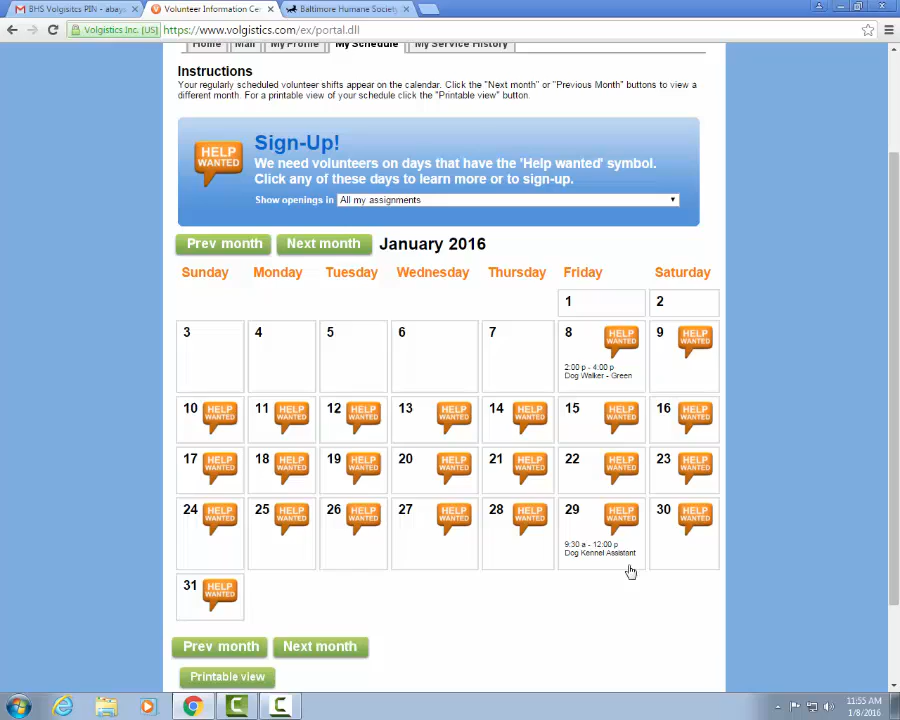 BHS Volgisitcs PIN - abays
Volunteer Information Ce
Baltimore Humane Society
Volgistics Inc. [US] https://www.volgistics.com/ex/portal.dll
Home Mail My Profile My Schedule My Service History
Instructions
Your regularly scheduled volunteer shifts appear on the calendar. Click the "Next month" or "Previous Month" buttons to view a
different month. For a printable view of your schedule click the "Printable view" button.
HELP
WANTED
Sign-Up!
We need volunteers on days that have the 'Help wanted' symbol.
Click any of these days to learn more or to sign-up.
Show openings in All my assignments
Prev month Next month January 2016
Sunday Monday Tuesday Wednesday Thursday Friday Saturday
1 2
3 4 5 6 7 8 HELP WANTED 9 HELP WANTED
2:00 p - 4:00 p
Dog Walker - Green
10 HELP WANTED 11 HELP WANTED 12 HELP WANTED 13 HELP WANTED 14 HELP WANTED 15 HELP WANTED 16 HELP WANTED
17 HELP WANTED 18 HELP WANTED 19 HELP WANTED 20 HELP WANTED 21 HELP WANTED 22 HELP WANTED 23 HELP WANTED
24 HELP WANTED 25 HELP WANTED 26 HELP WANTED 27 HELP WANTED 28 HELP WANTED 29 HELP WANTED 30 HELP WANTED
9:30 a - 12:00 p
Dog Kennel Assistant
31 HELP WANTED
Prev month Next month
Printable view
11:55 AM
1/8/2016